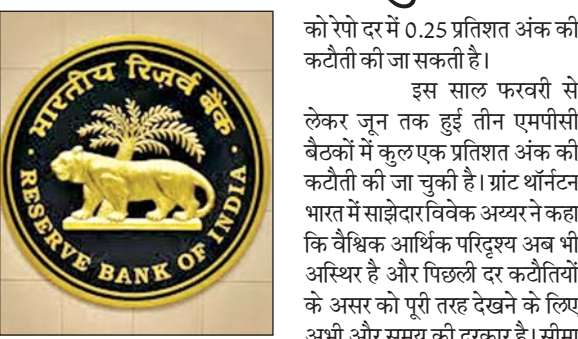 भारतीय रिज़र्व बैंक
RESERVE BANK OF INDIA
को रेपो दर में 0.25 प्रतिशत अंक की
कटौती की जा सकती है।
इस साल फरवरी से
लेकर जून तक हुई तीन एमपीसी
बैठकों में कुल एक प्रतिशत अंक की
कटौती की जा चुकी है। ग्रांट थॉर्नटन
भारत में साझेदार विवेक अय्यर ने कहा
कि वैश्विक आर्थिक परिदृश्य अब भी
अस्थिर है और पिछली दर कटौतियों
के असर को पूरी तरह देखने के लिए
अभी और समय की दरकार है। सीमा